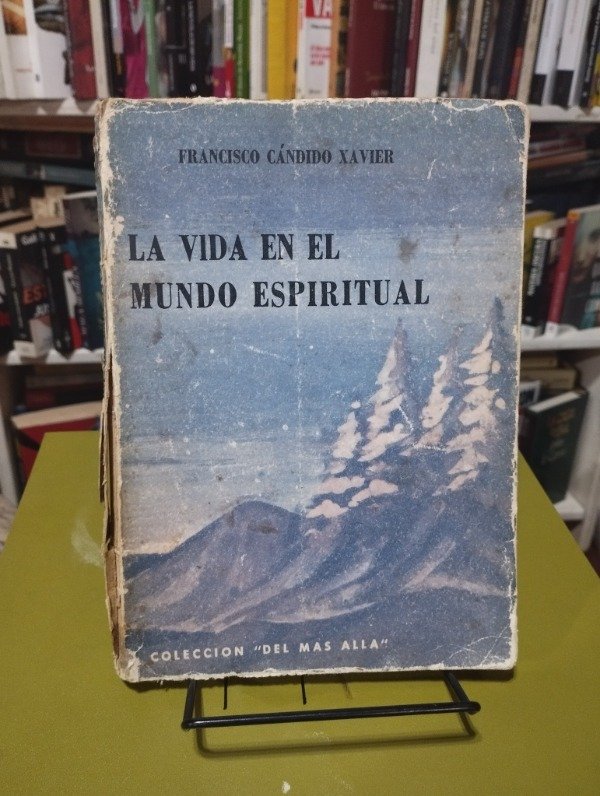 FRANCISCO CÁNDIDO XAVIER
LA VIDA EN EL
MUNDO ESPIRITUAL
COLECCION "DEL MAS ALLA"